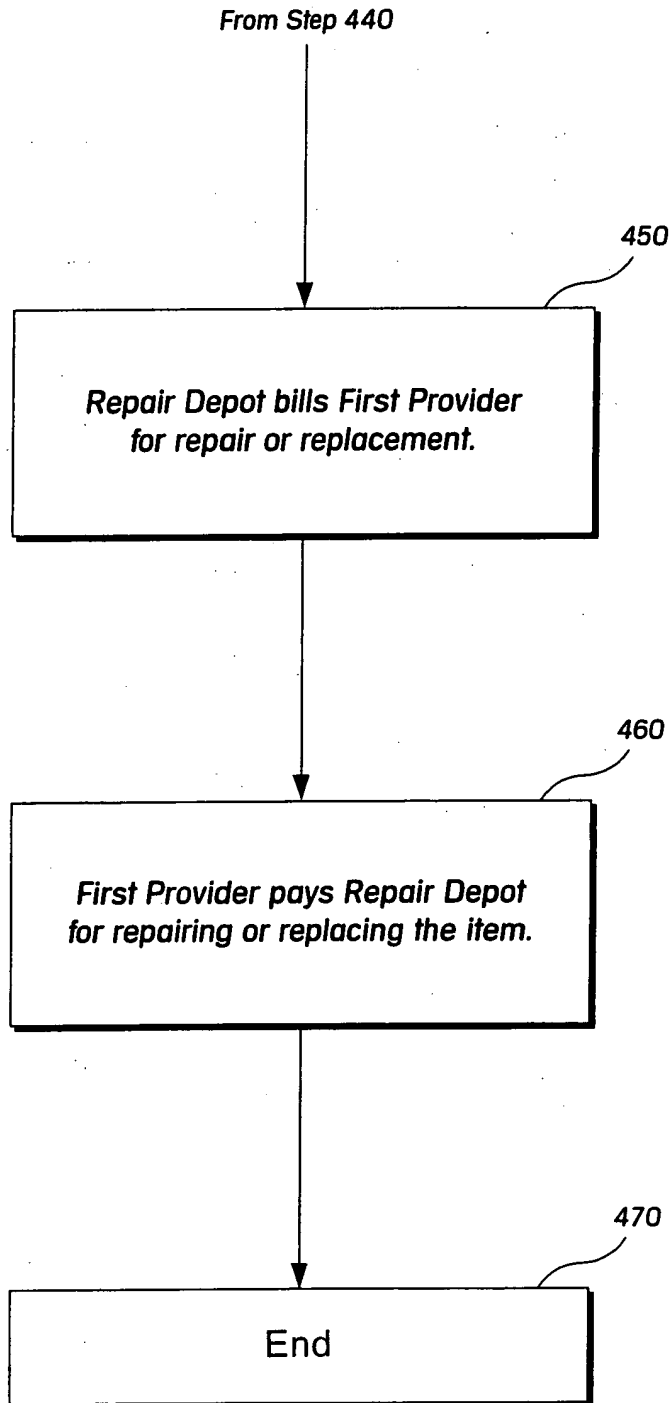 From Step 440
450
Repair Depot bills First Provider
for repair or replacement.
460
First Provider pays Repair Depot
for repairing or replacing the item.
470
End